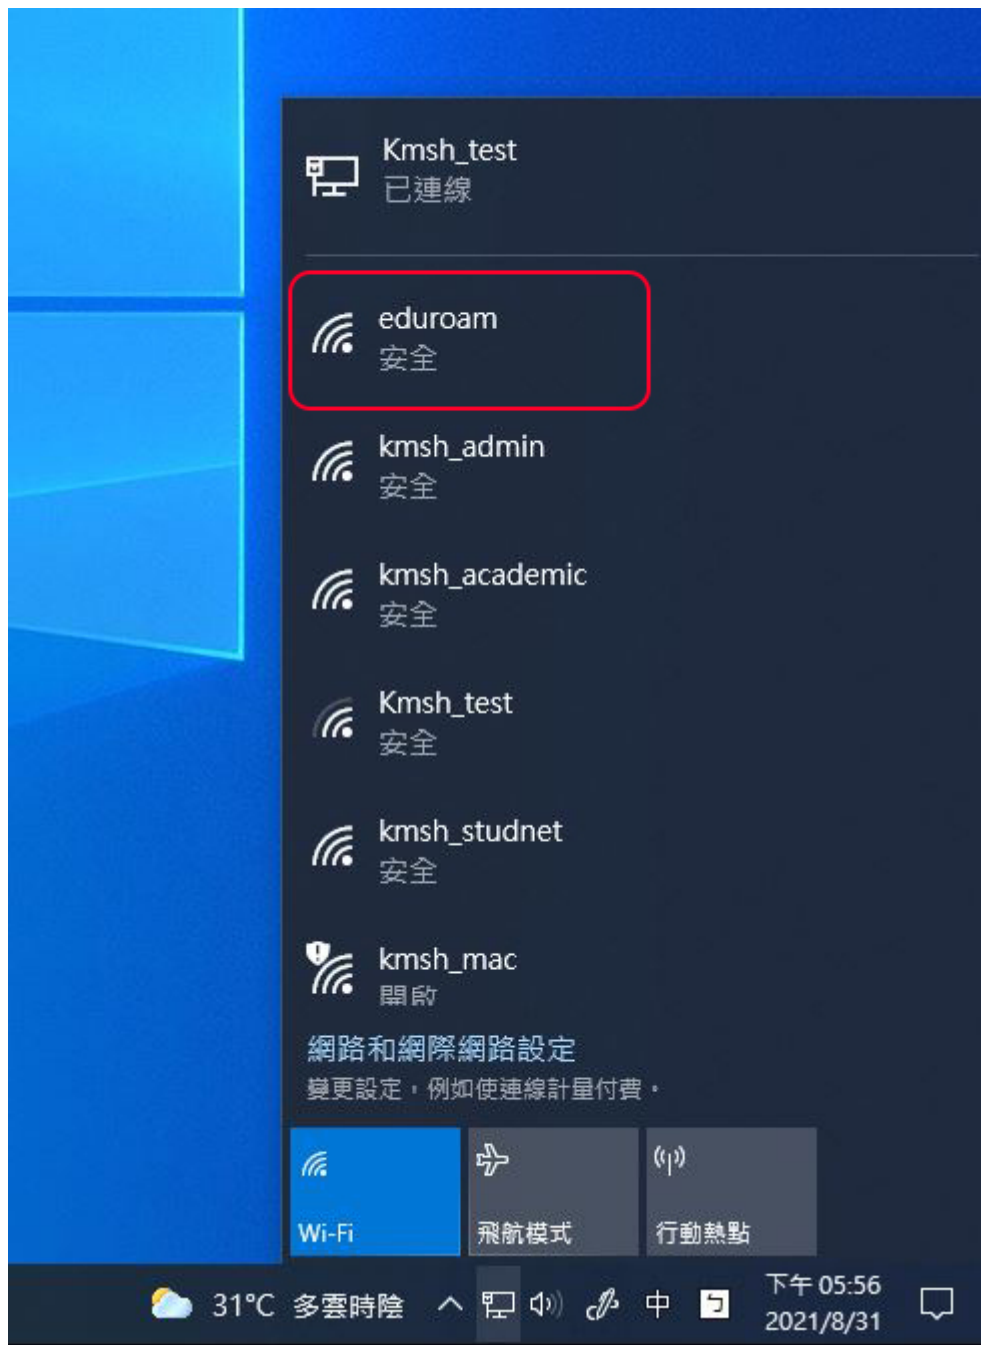 Kmsh_test
已連線
eduroam
安全
kmsh_admin
安全
kmsh_academic
安全
Kmsh_test
安全
kmsh_studnet
安全
kmsh_mac
開啟
網路和網際網路設定
變更設定，例如使連線計量付費。
Wi-Fi
飛航模式
行動熱點
下午 05:56
31°C 多雲時陰 中 ㄅ
2021/8/31